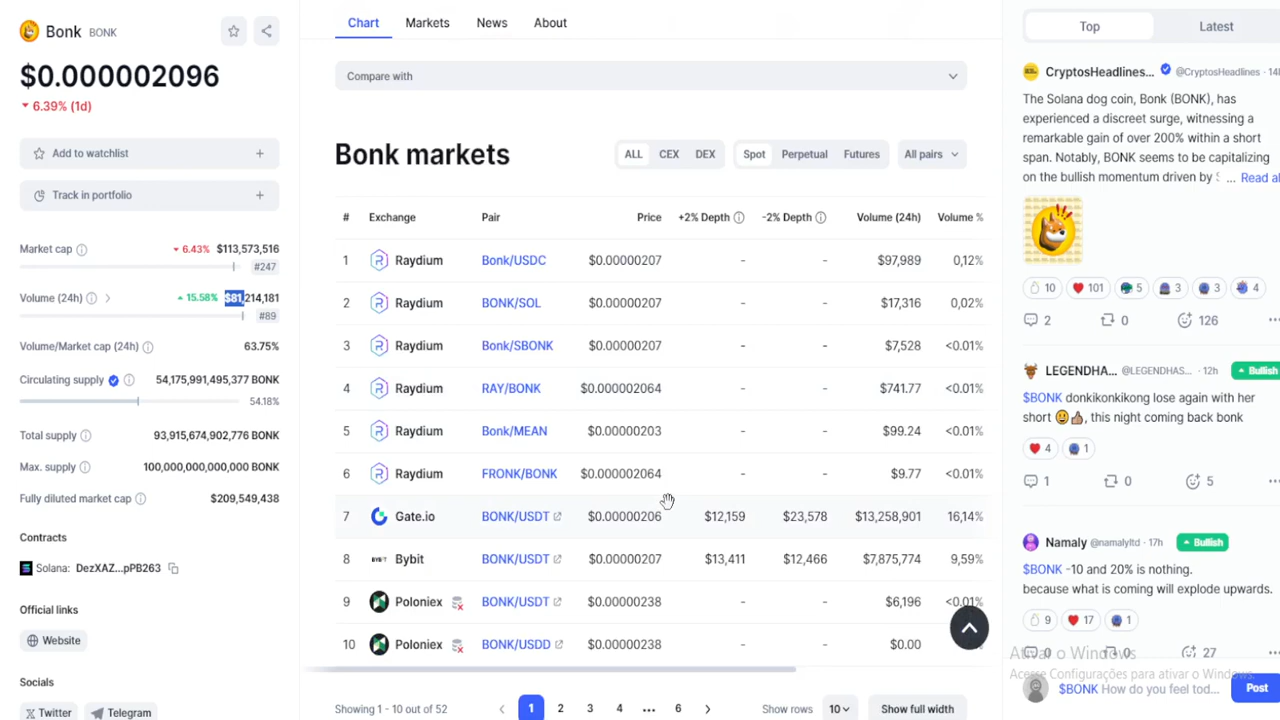 Bonk BONK
$0.000002096
6.39% (1d)
Add to watchlist +
Track in portfolio +
Market cap 6.43% $113,573,516
#247
Volume (24h) 15.58% $81,214,181
#89
Volume/Market cap (24h) 63.75%
Circulating supply 54,175,991,495,377 BONK
54.18%
Total supply 93,915,674,902,776 BONK
Max. supply 100,000,000,000,000 BONK
Fully diluted market cap $209,549,438
Contracts
Solana: DezXAZ...pPB263
Official links
Website
Socials
Twitter Telegram
Chart Markets News About
Compare with
Bonk markets ALL CEX DEX Spot Perpetual Futures All pairs
# Exchange Pair Price +2% Depth -2% Depth Volume (24h) Volume %
1 Raydium Bonk/USDC $0.00000207 - - $97,989 0,12%
2 Raydium BONK/SOL $0.00000207 - - $17,316 0,02%
3 Raydium Bonk/SBONK $0.00000207 - - $7,528 <0.01%
4 Raydium RAY/BONK $0.000002064 - - $741.77 <0.01%
5 Raydium Bonk/MEAN $0.00000203 - - $99.24 <0.01%
6 Raydium FRONK/BONK $0.000002064 - - $9.77 <0.01%
7 Gate.io BONK/USDT $0.00000206 $12,159 $23,578 $13,258,901 16,14%
8 Bybit BONK/USDT $0.00000207 $13,411 $12,466 $7,875,774 9,59%
9 Poloniex BONK/USDT $0.00000238 - - $6,196 <0.01%
10 Poloniex BONK/USDD $0.00000238 - - $0.00
Showing 1 - 10 out of 52 < 1 2 3 4 ... 6 > Show rows 10 Show full width
Top Latest
CryptosHeadlines... @CryptosHeadlines · 14
The Solana dog coin, Bonk (BONK), has
experienced a discreet surge, witnessing a
remarkable gain of over 200% within a short
span. Notably, BONK seems to be capitalizing
on the bullish momentum driven by ... Read al
10 101 5 3 3 4
2 0 126 ...
LEGENDHA... @LEGENDHAS... · 12h Bullish
$BONK donkikonkikong lose again with her
short , this night coming back bonk
4 1
1 0 5 ...
Namaly @namalyltd · 17h Bullish
$BONK -10 and 20% is nothing.
because what is coming will explode upwards.
9 17 1
0 0 27 ...
Ativar o Windows
Acesse Configurações para ativar o Windows.
$BONK How do you feel tod... Post